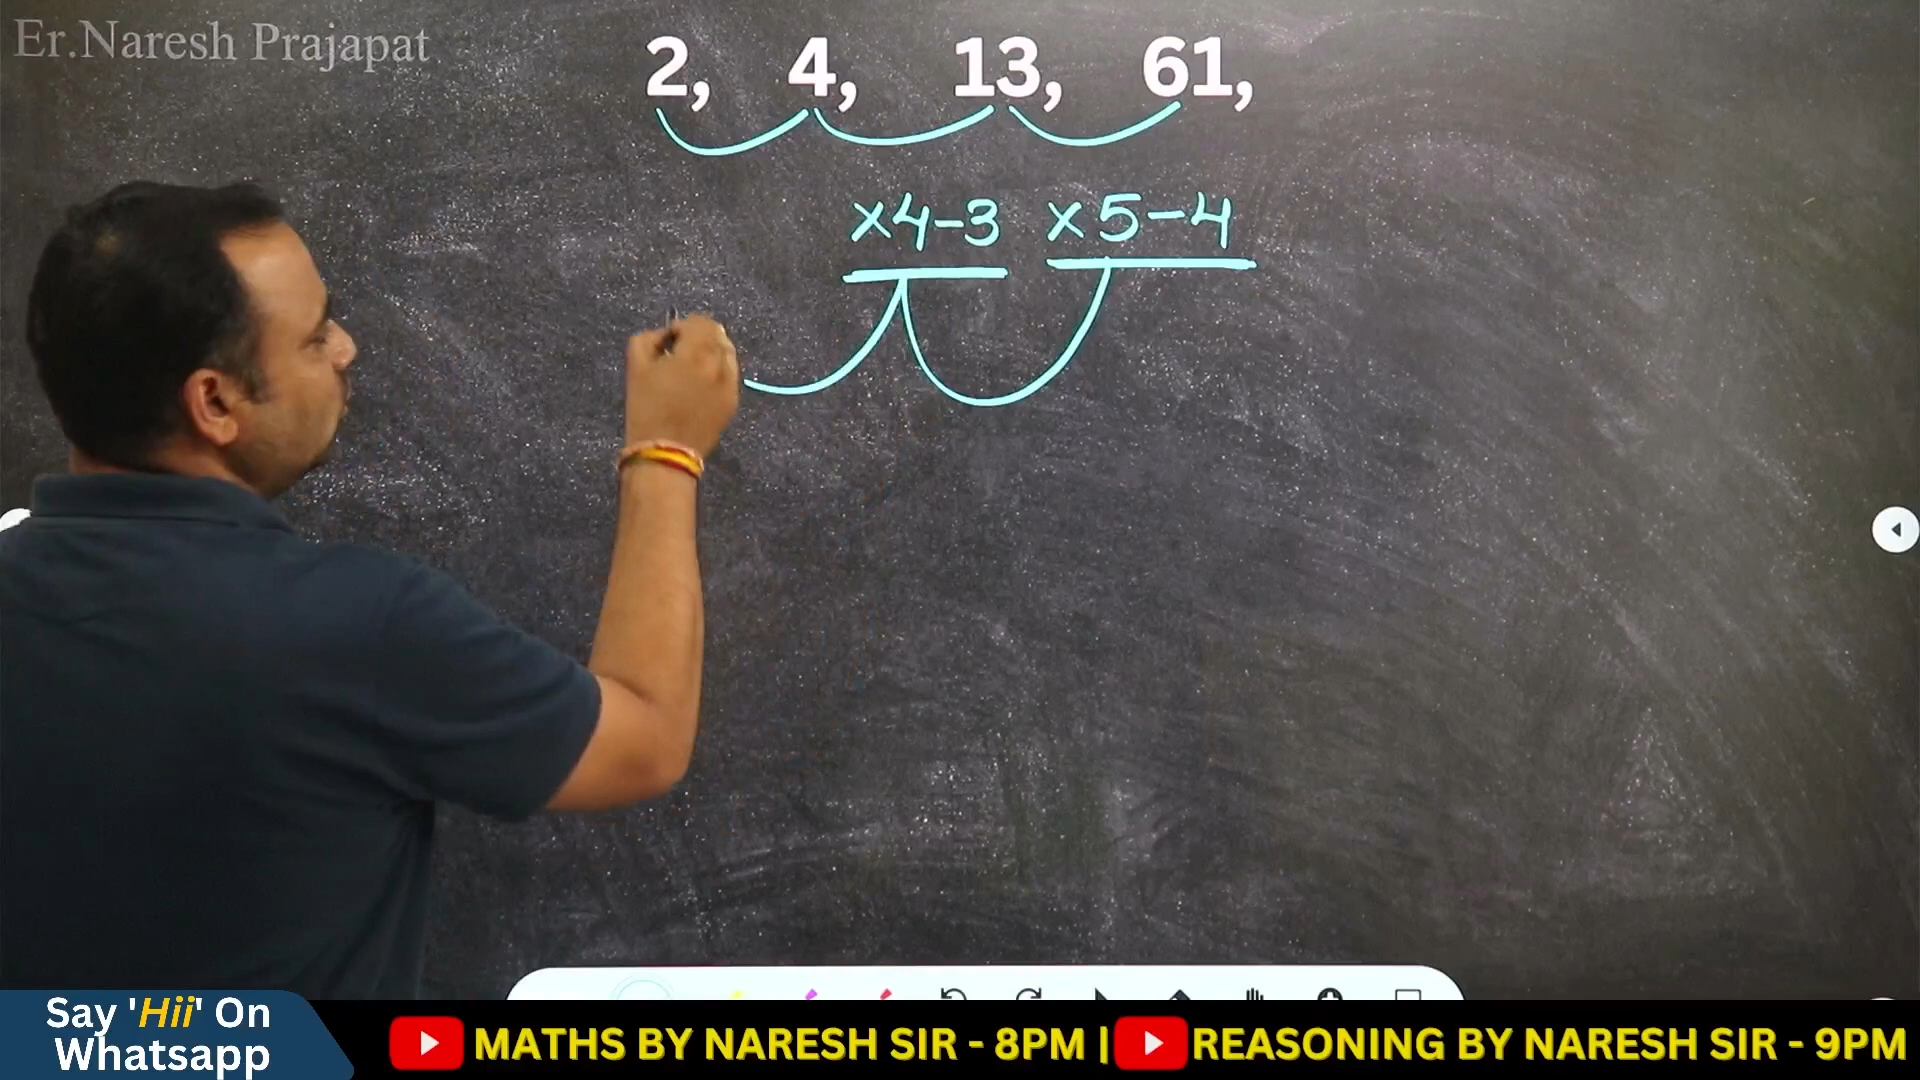 Er.Naresh Prajapat
2, 4, 13, 61,
×4-3 ×5-4
Say 'Hii' On
Whatsapp
MATHS BY NARESH SIR - 8PM | REASONING BY NARESH SIR - 9PM